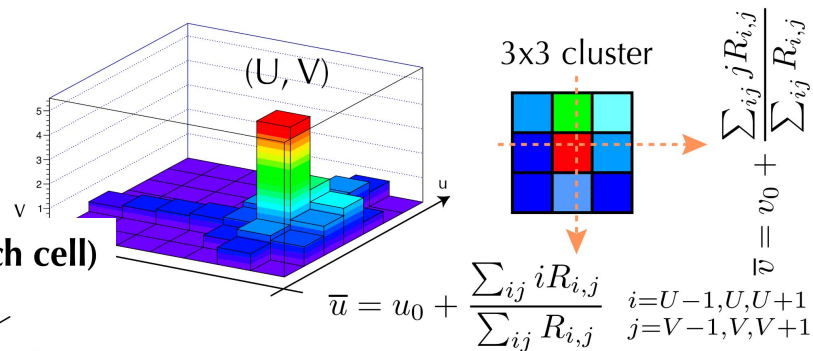 (U, V)
3x3 cluster
5
4
3
2
1
V
u
ch cell)
\overline{u} = u_0 + \frac{\sum_{ij} iR_{i,j}}{\sum_{ij} R_{i,j}}
i=U−1,U,U+1
j=V−1,V,V+1
\overline{v} = v_0 + \frac{\sum_{ij} jR_{i,j}}{\sum_{ij} R_{i,j}}